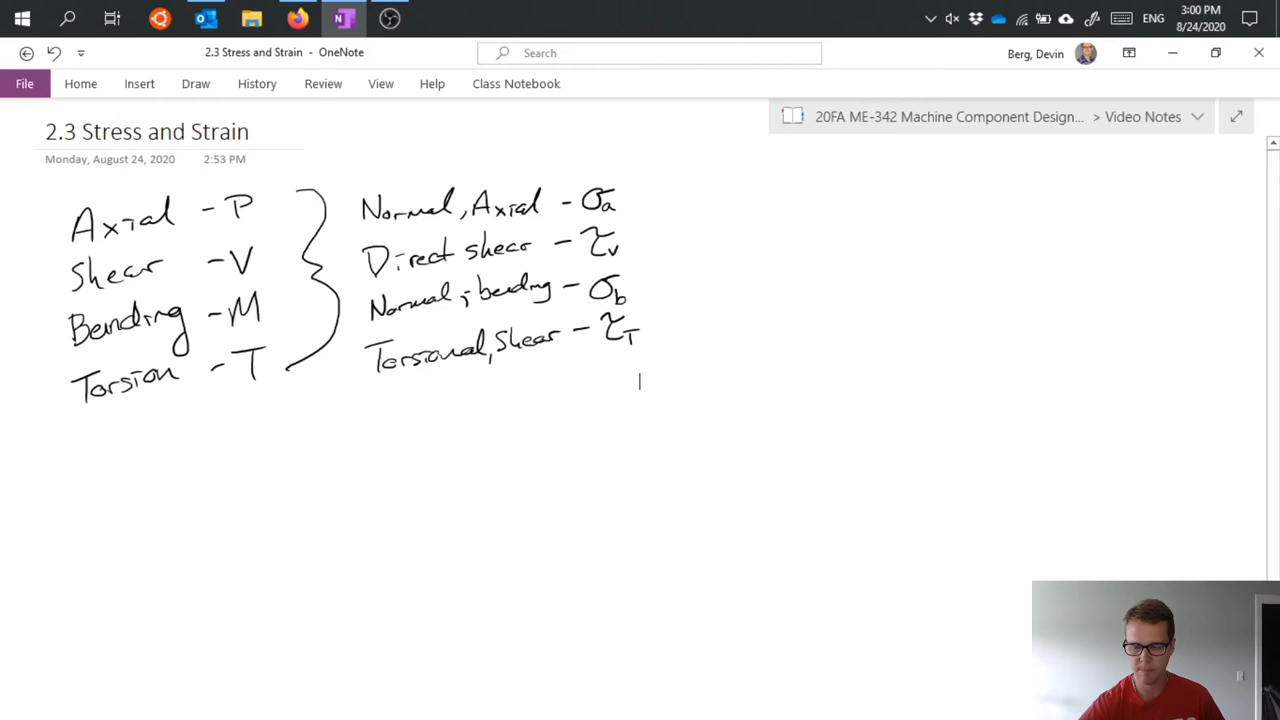 3:00 PM
ENG
8/24/2020
2.3 Stress and Strain - OneNote
Search
Berg, Devin
File Home Insert Draw History Review View Help Class Notebook
20FA ME-342 Machine Component Design... > Video Notes
2.3 Stress and Strain
Monday, August 24, 2020 2:53 PM
Axial - P
Shear - V
Bending - M
Torsion - T
Normal, Axial - σa
Direct shear - τv
Normal, bending - σb
Torsional, Shear - τT